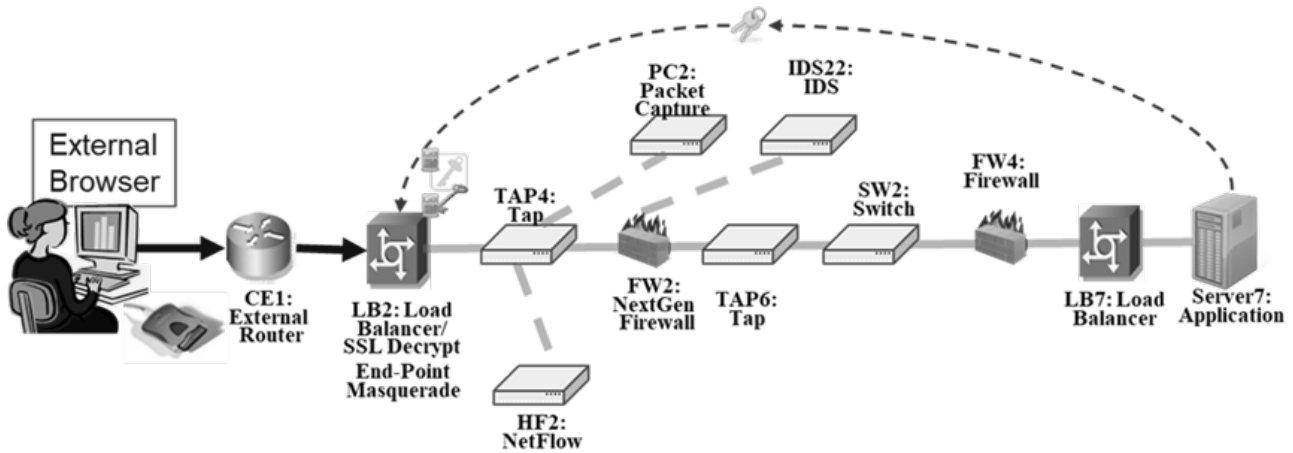 PC2:
Packet
Capture
IDS22:
IDS
External
Browser
TAP4:
Tap
FW4:
Firewall
SW2:
Switch
CE1:
External
Router
LB2: Load
Balancer/
SSL Decrypt
End-Point
Masquerade
FW2:
NextGen
Firewall
TAP6:
Tap
LB7: Load
Balancer
Server7:
Application
HF2:
NetFlow